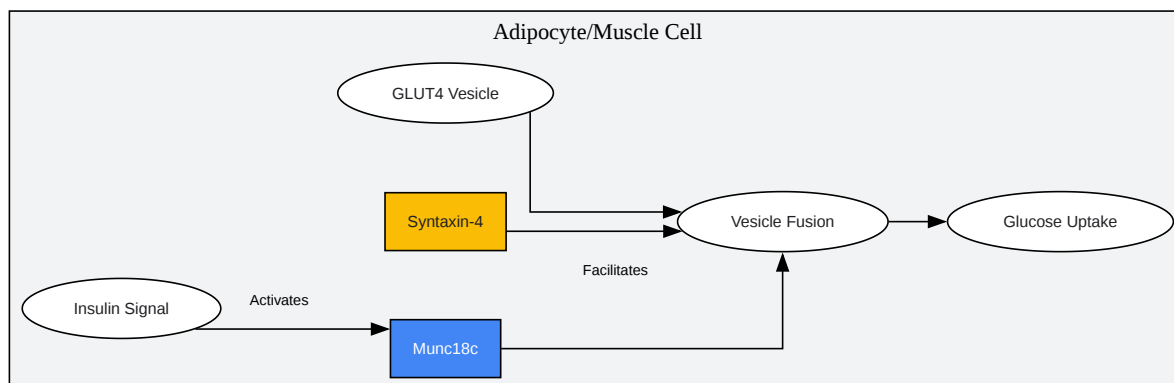 Adipocyte/Muscle Cell
GLUT4 Vesicle
Syntaxin-4
Vesicle Fusion
Glucose Uptake
Facilitates
Insulin Signal
Activates
Munc18c